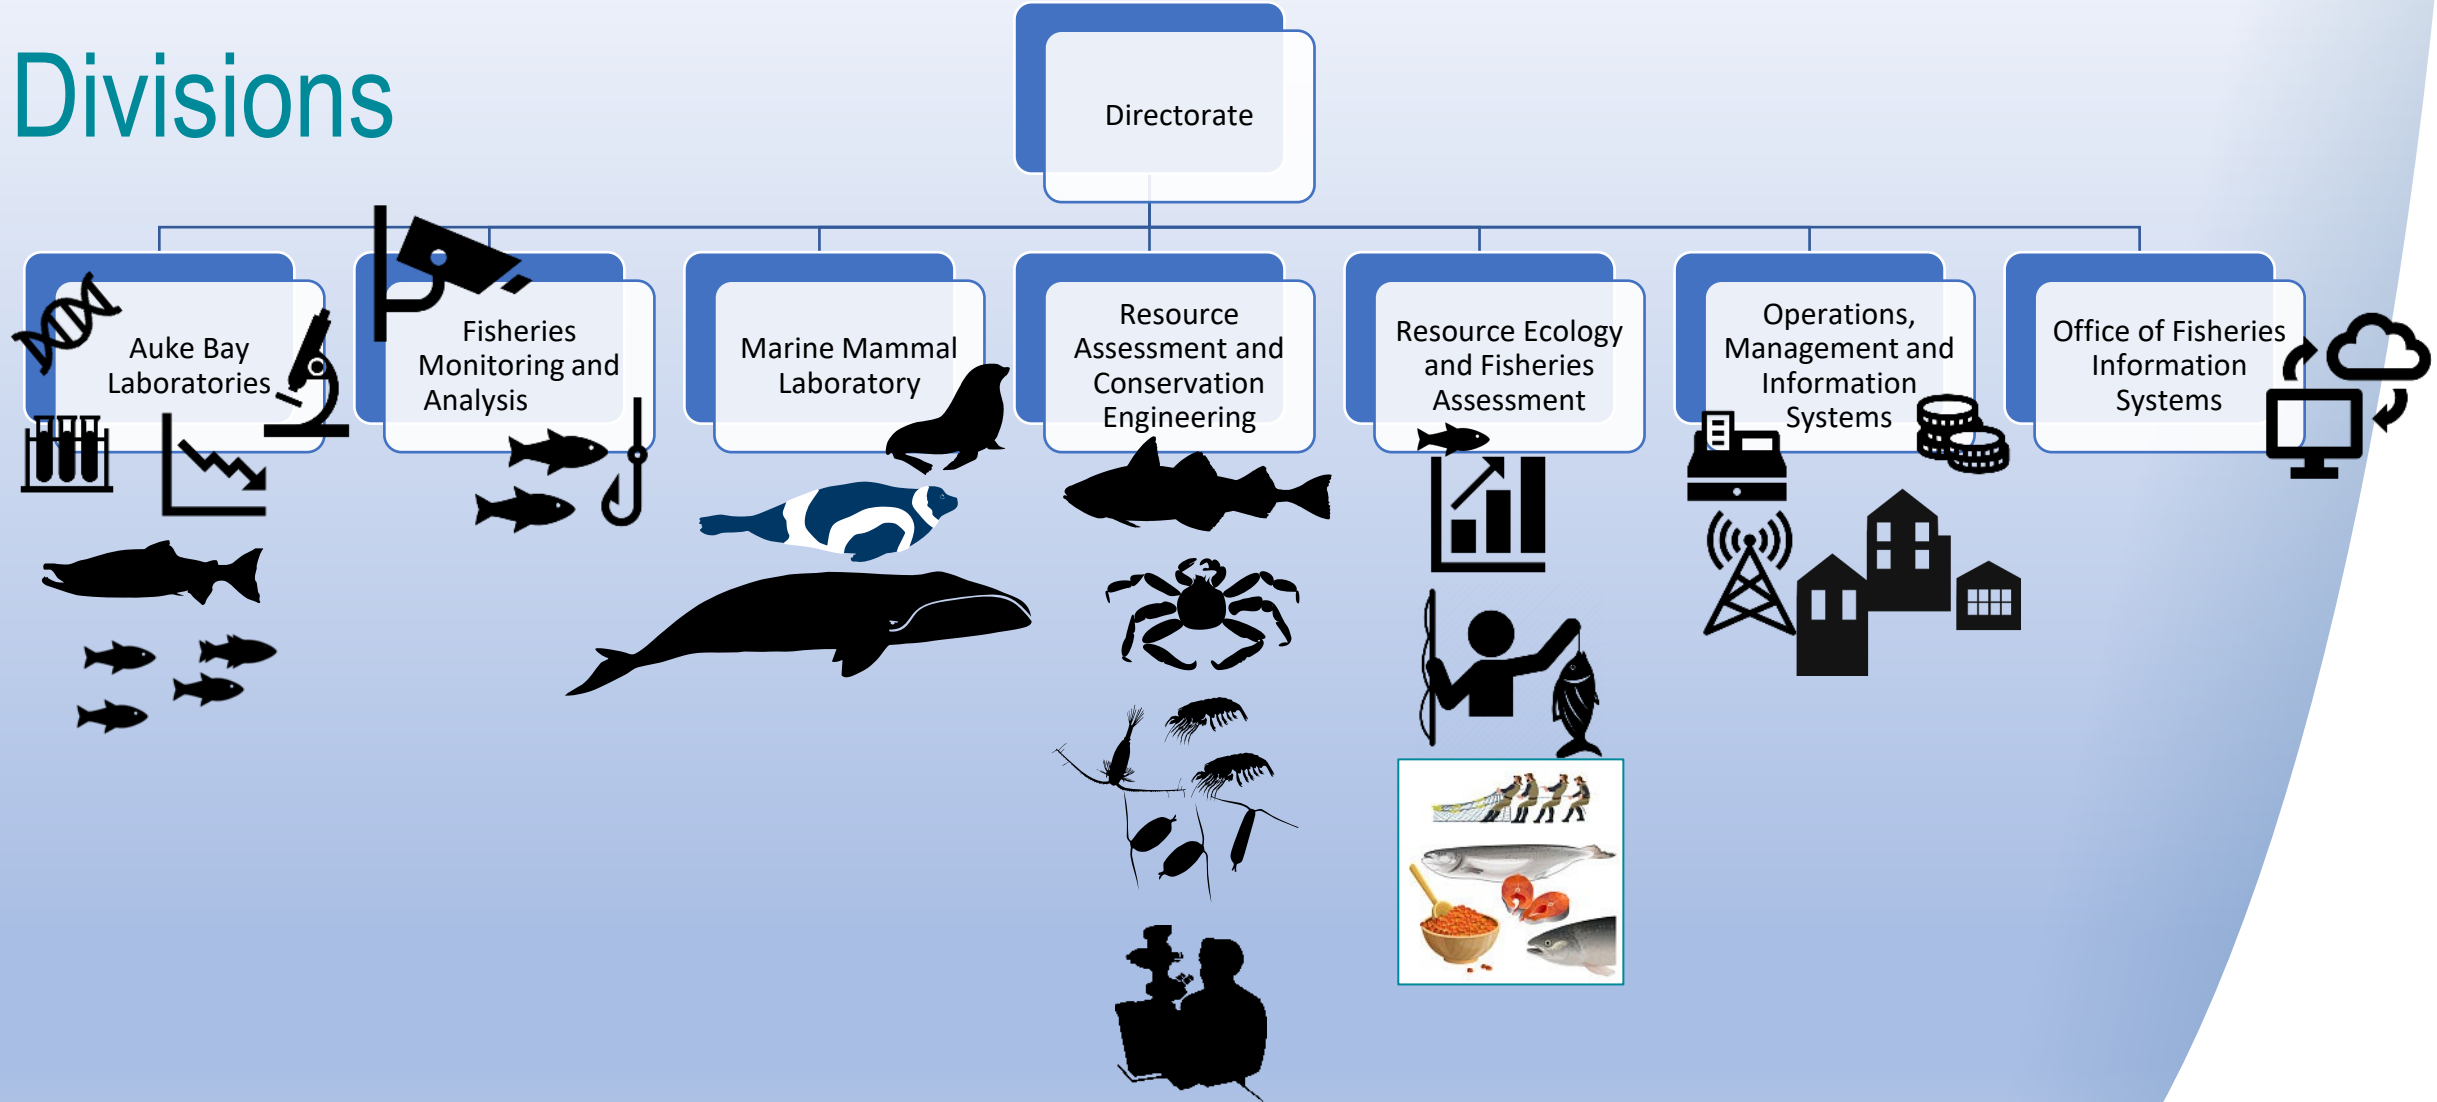 Divisions
Directorate
Auke Bay
Laboratories
Fisheries
Monitoring and
Analysis
Marine Mammal
Laboratory
Resource
Assessment and
Conservation
Engineering
Resource Ecology
and Fisheries
Assessment
Operations,
Management and
Information
Systems
Office of Fisheries
Information
Systems